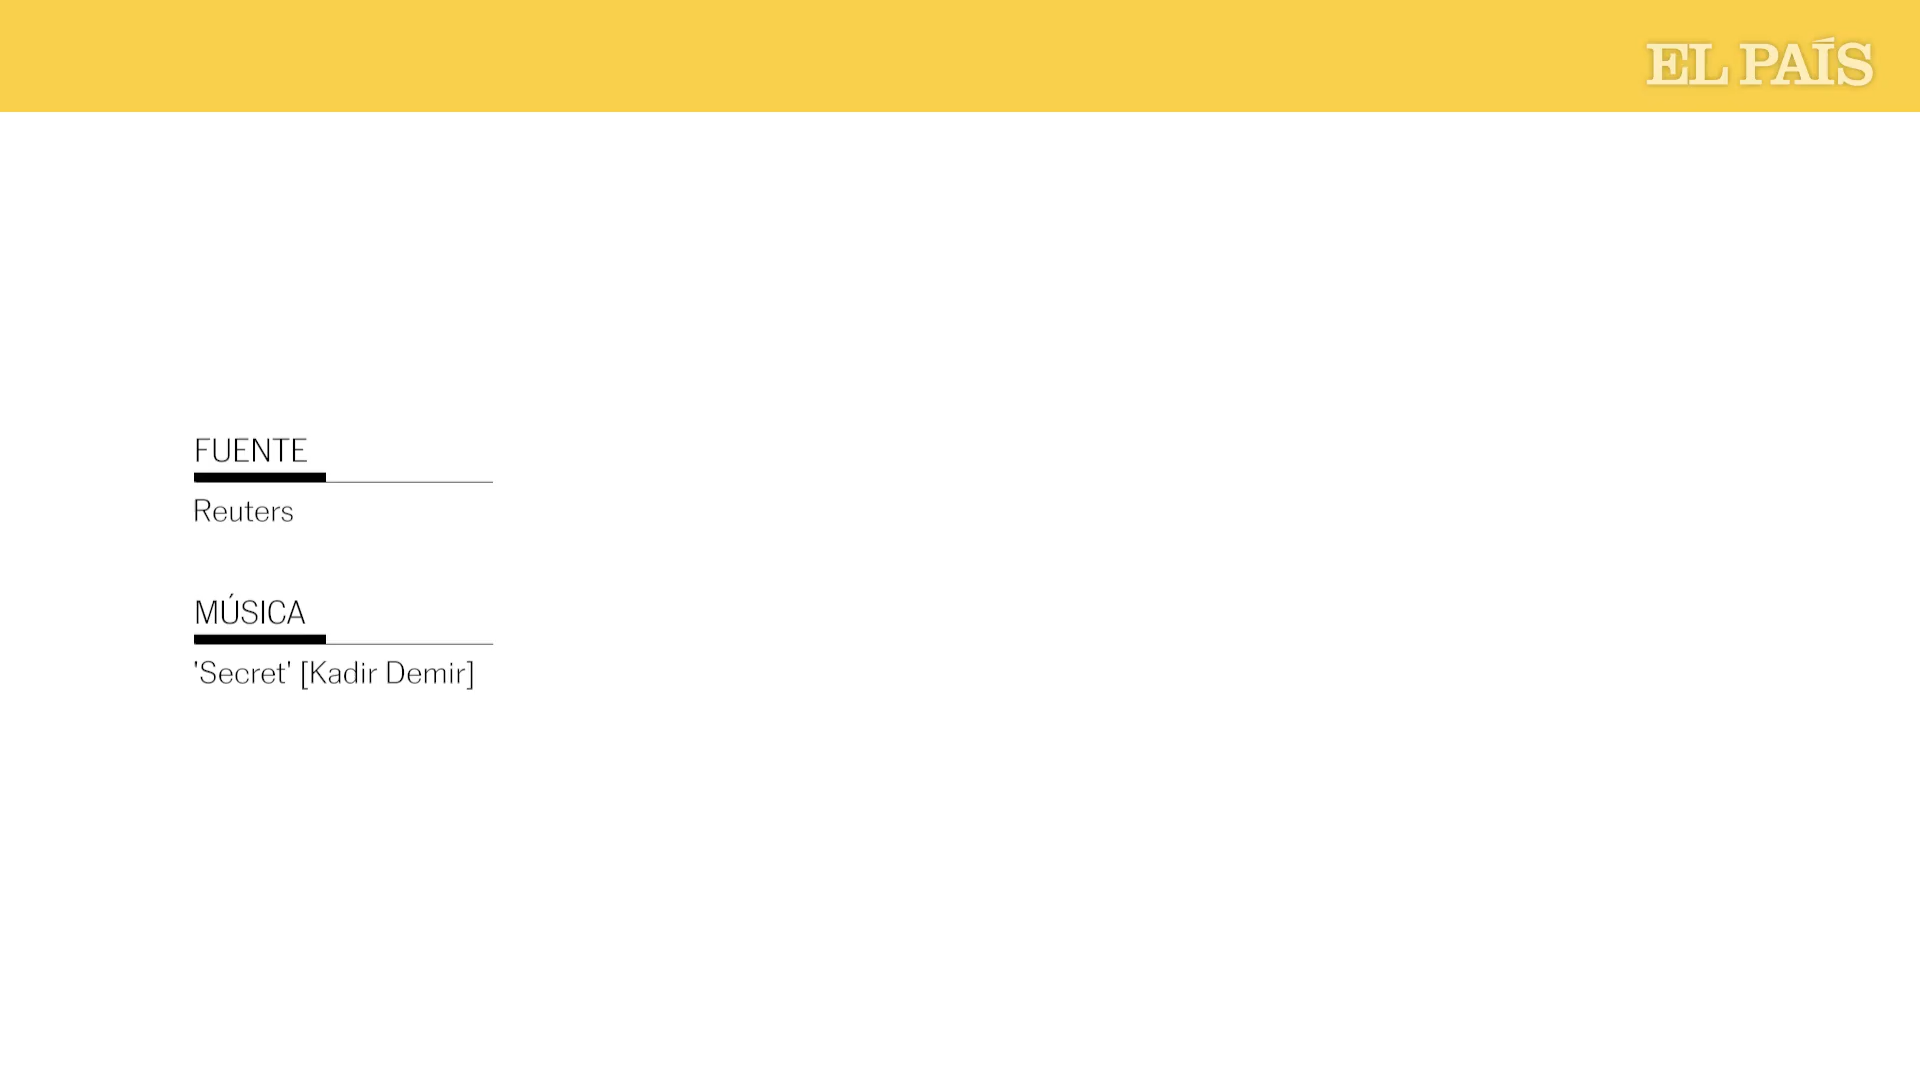 EL PAÍS
FUENTE
Reuters
MÚSICA
'Secret' [Kadir Demir]